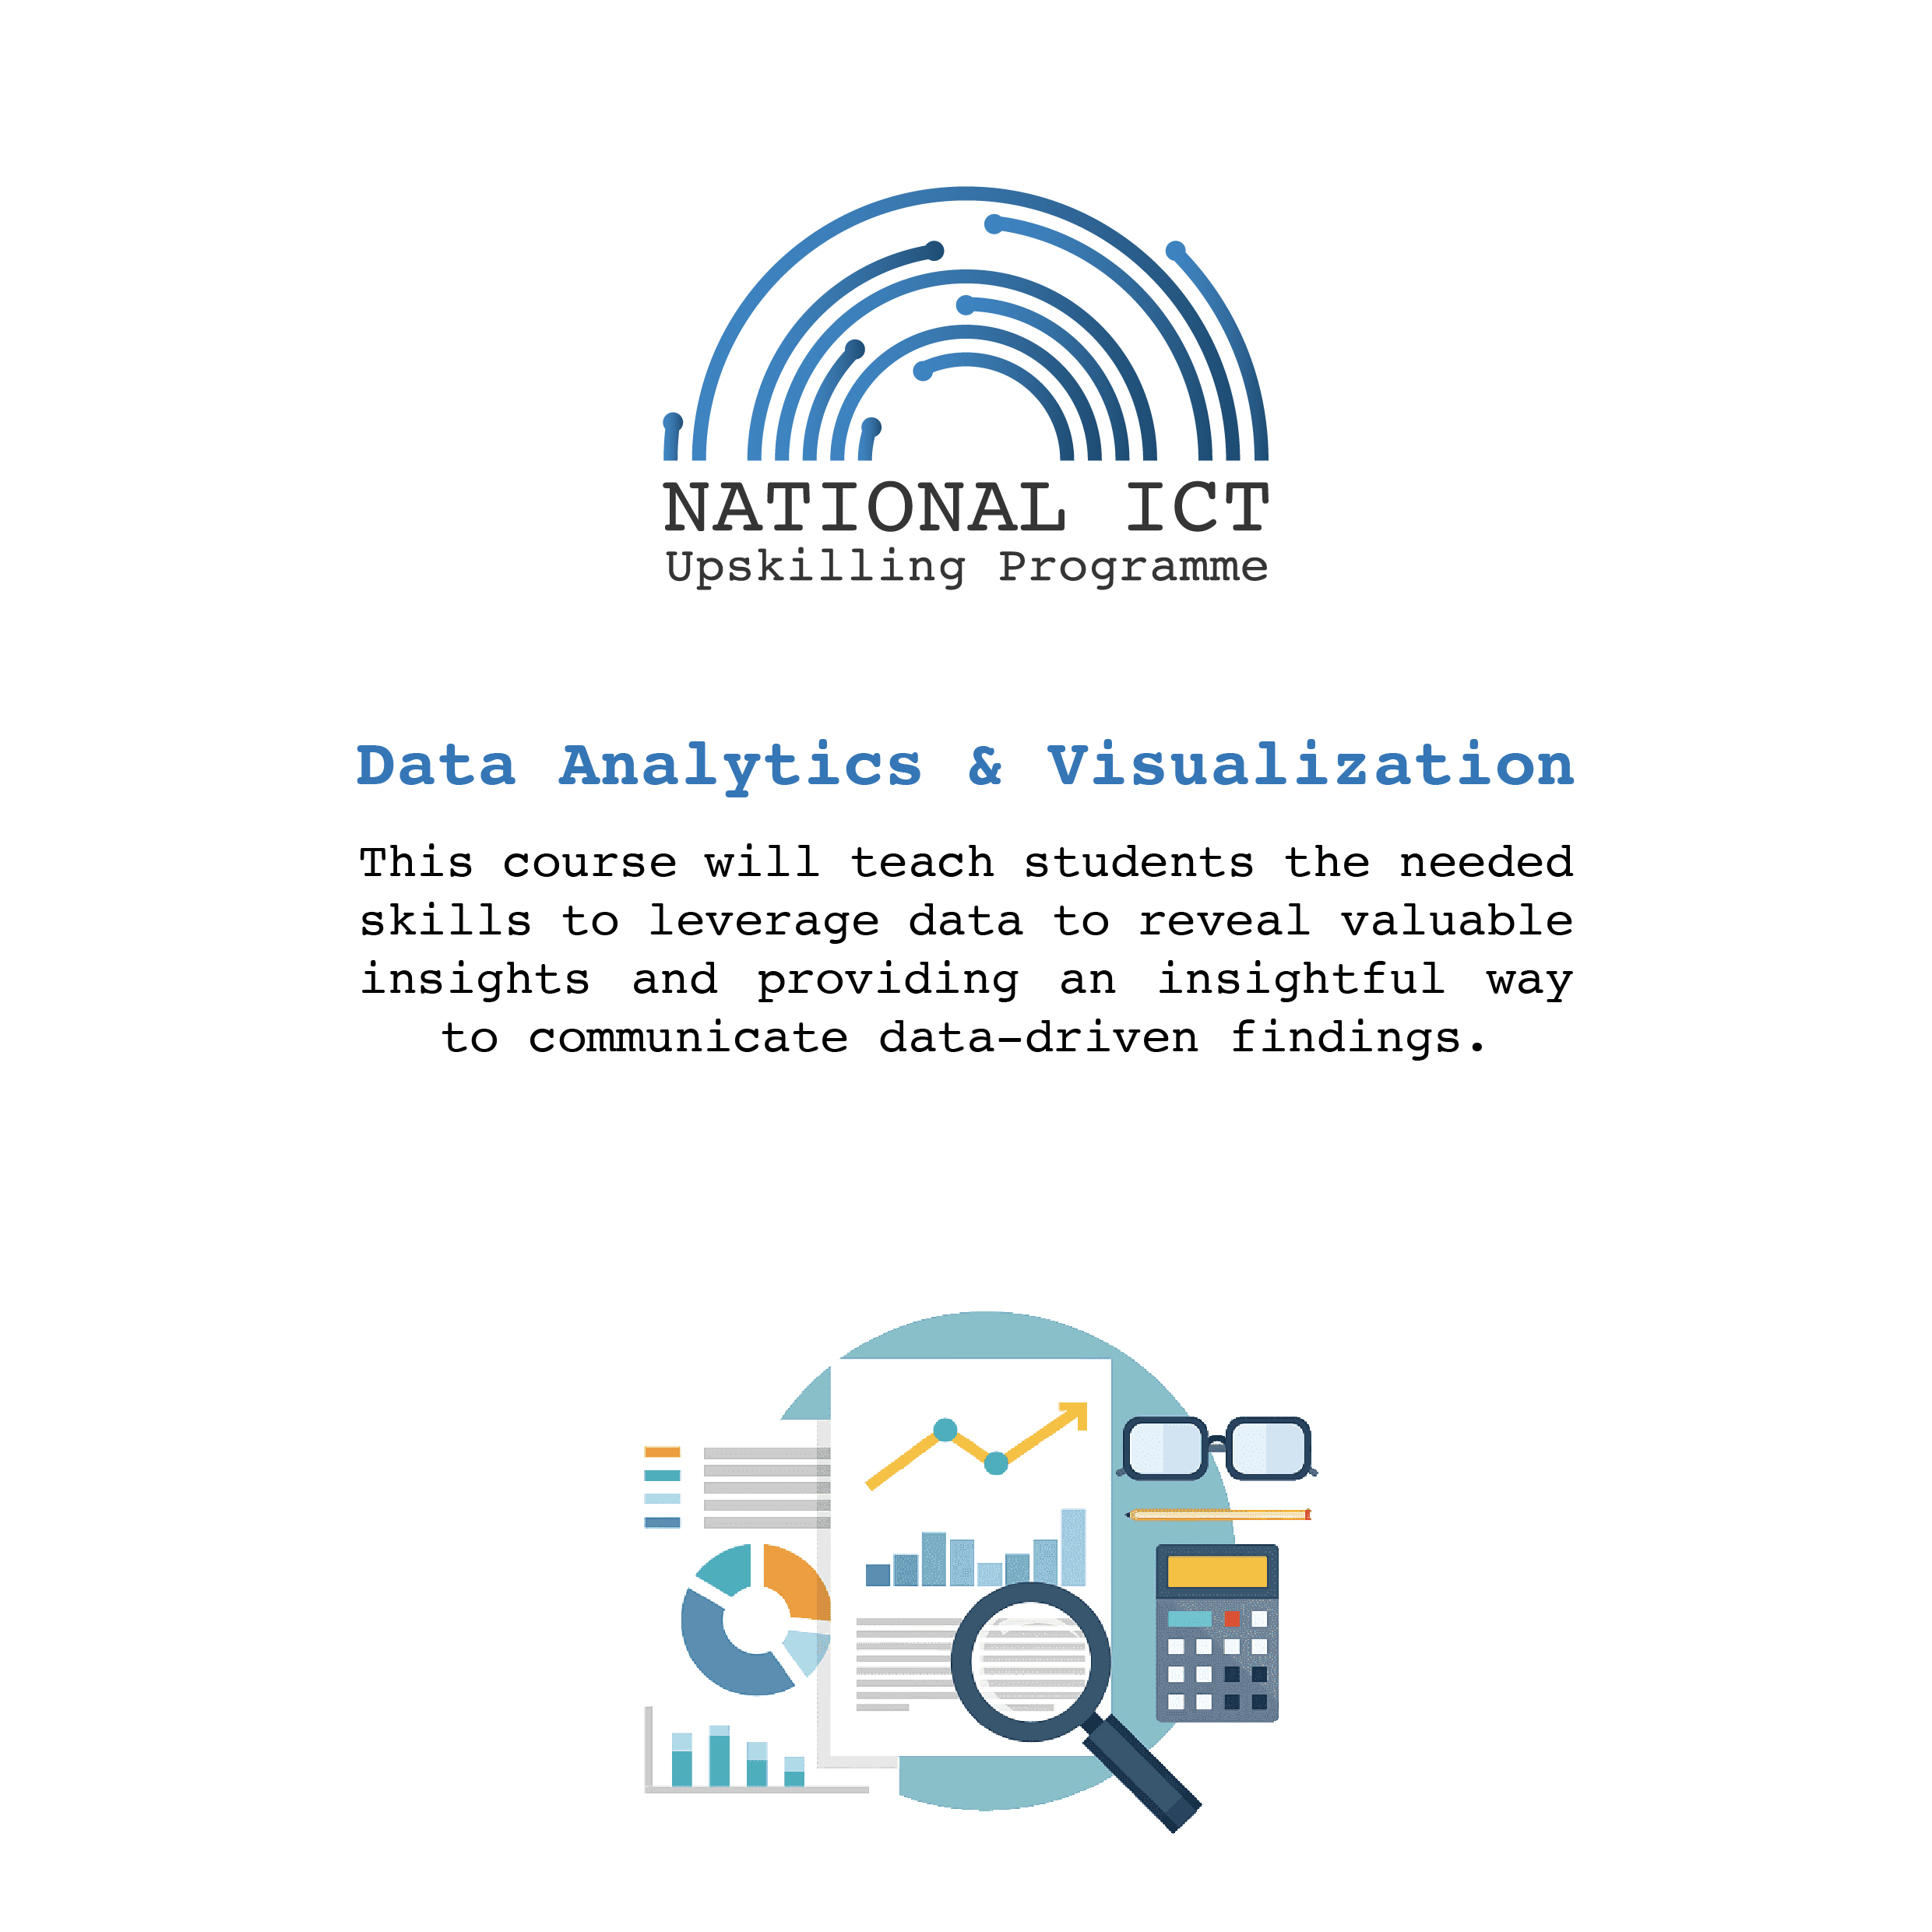 NATIONAL ICT
Upskilling Programme
Data Analytics & Visualization
This course will teach students the needed
skills to leverage data to reveal valuable
insights and providing an insightful way
to communicate data-driven findings.